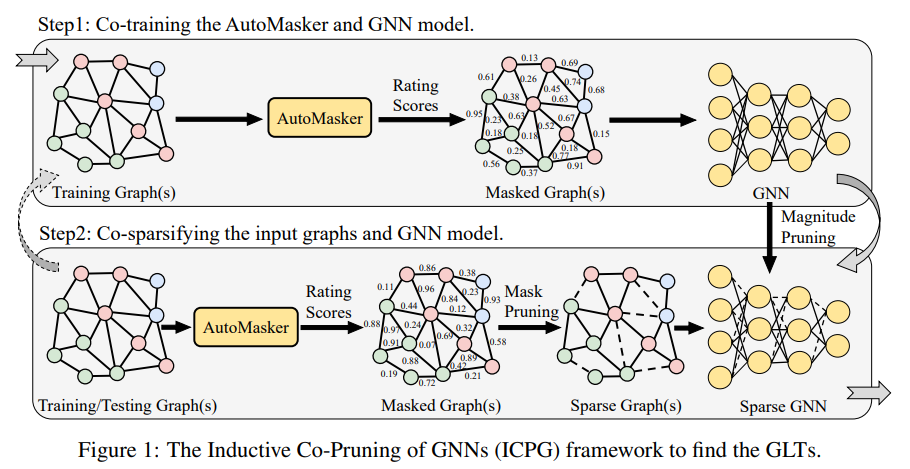 Step1: Co-training the AutoMasker and GNN model.
Rating
Scores
AutoMasker
0.13
0.69
0.61
0.26
0.74
0.45
0.68
0.38
0.63
0.95
0.23
0.63
0.67
0.52
0.18
0.18
0.15
0.25
0.18
0.77
0.56
0.37
0.91
Training Graph(s)
Masked Graph(s)
GNN
Magnitude
Pruning
Step2: Co-sparsifying the input graphs and GNN model.
Rating
Scores
AutoMasker
0.86
0.38
0.11
0.96
0.23
0.84
0.93
0.44
0.12
0.88
0.97
0.24
0.32
0.69
0.91
0.07
0.58
0.88
0.89
0.42
0.19
0.72
0.21
Mask
Pruning
Training/Testing Graph(s)
Masked Graph(s)
Sparse Graph(s)
Sparse GNN
Figure 1: The Inductive Co-Pruning of GNNs (ICPG) framework to find the GLTs.